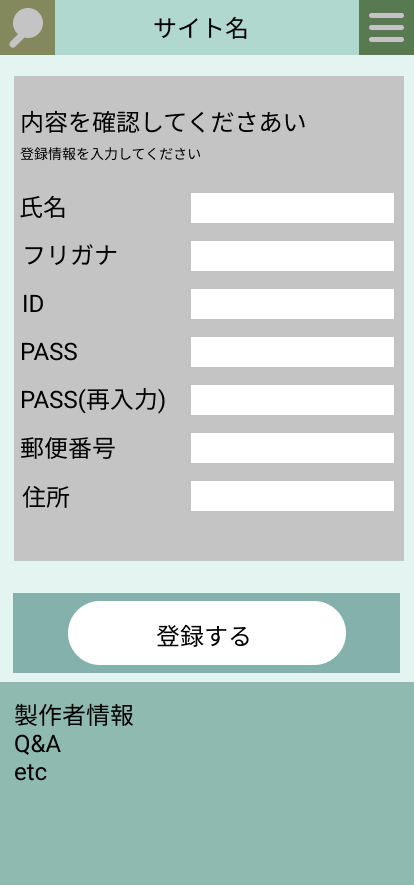 サイト名
内容を確認してくださあい
登録情報を入力してください
氏名
フリガナ
ID
PASS
PASS(再入力)
郵便番号
住所
登録する
製作者情報
Q&A
etc